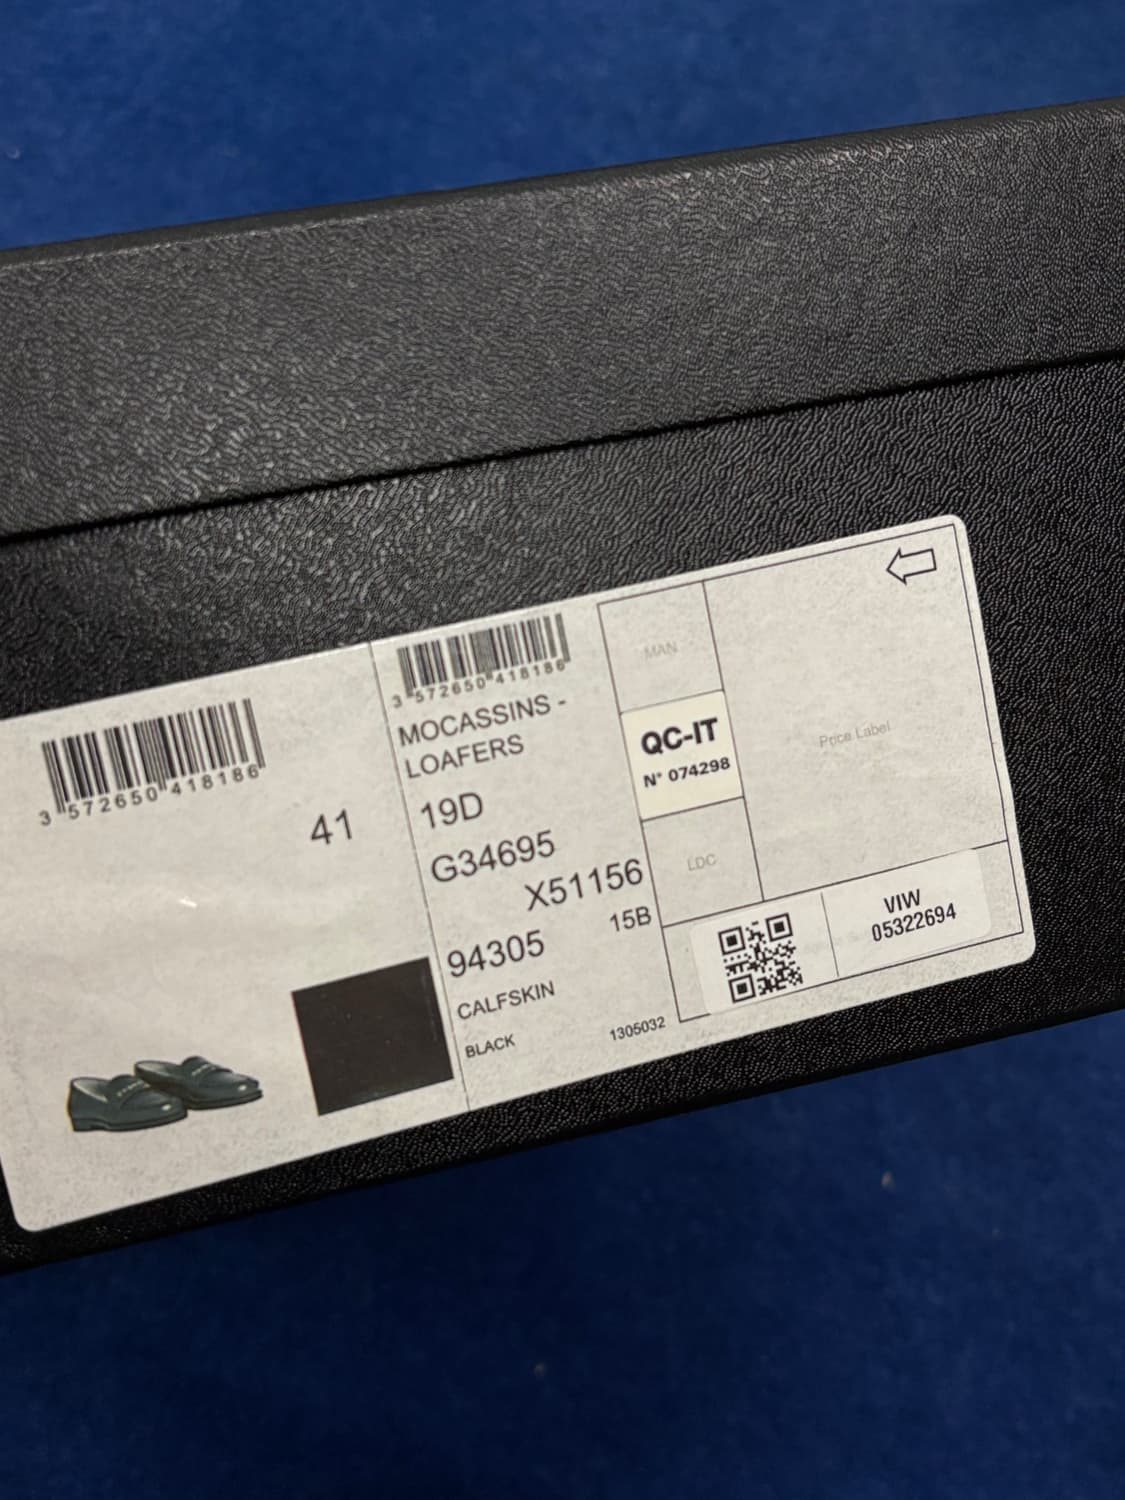 3 572650 418186
41
3 572650 418186
MOCASSINS -
LOAFERS
19D
G34695
X51156
94305
15B
CALFSKIN
BLACK
1305032
MAN
QC-IT
N° 074298
LDC
Price Label
VIW
05322694